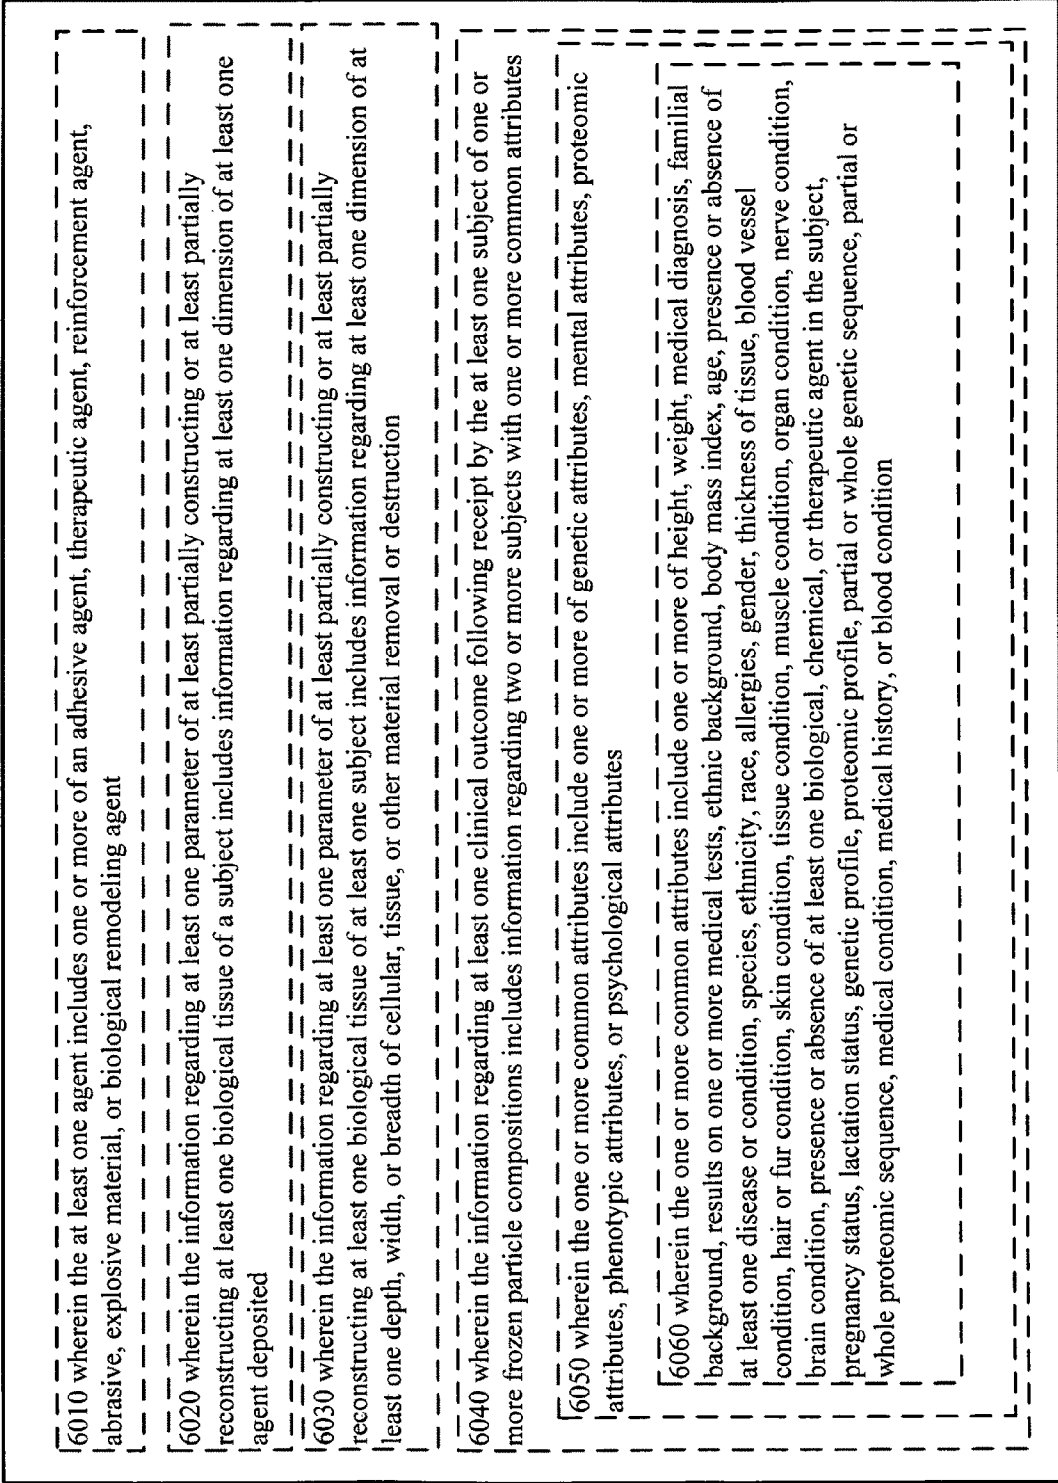 6010 wherein the at least one agent includes one or more of an adhesive agent, therapeutic agent, reinforcement agent,
abrasive, explosive material, or biological remodeling agent
6020 wherein the information regarding at least one parameter of at least partly constructing or at least partially
reconstructing at least one biological tissue of a subject includes information regarding at least one dimension of at least one
agent deposited
6030 wherein the information regarding at least one parameter of at least partially constructing or at least partially
reconstructing at least one biological tissue of at least one subject includes information regarding at least one dimension of at
least one depth, width, or breadth of cellular, tissue, or other material removal or destruction
6040 wherein the information regarding at least one clinical outcome following receipt by the at least one subject of one or
more frozen particle compositions includes information regarding two or more subjects with one or more common attributes
6050 wherein the one or more common attributes include one or more of genetic attributes, mental attributes, proteomic
attributes, phenotypic attributes, or psychological attributes
6060 wherein the one or more common attributes include one or more of height, weight, medical diagnosis, familial
background, results on one or more medical tests, ethnic background, body mass index, age, presence or absence of
at least one disease or condition, species, ethnicity, race, allergies, gender, thickness of tissue, blood vessel
condition, hair or fur condition, skin condition, tissue condition, muscle condition, organ condition, nerve condition,
brain condition, presence or absence of at least one biological, chemical, or therapeutic agent in the subject,
pregnancy status, lactation status, genetic profile, proteomic profile, partial or whole genetic sequence, partial or
whole proteomic sequence, medical condition, medical history, or blood condition